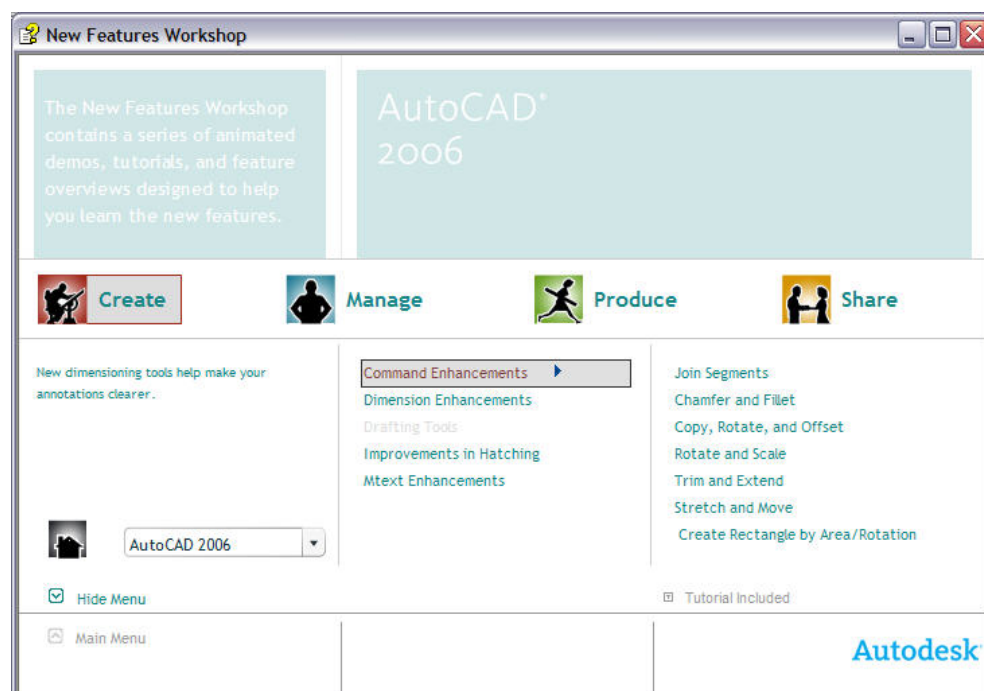 New Features Workshop
The New Features Workshop
contains a series of animated
demos, tutorials, and feature
overviews designed to help
you learn the new features.
AutoCAD®
2006
Create
Manage
Produce
Share
New dimensioning tools help make your
annotations clearer.
Command Enhancements
Dimension Enhancements
Drafting Tools
Improvements in Hatching
Mtext Enhancements
Join Segments
Chamfer and Fillet
Copy, Rotate, and Offset
Rotate and Scale
Trim and Extend
Stretch and Move
Create Rectangle by Area/Rotation
AutoCAD 2006
Hide Menu
Tutorial Included
Main Menu
Autodesk